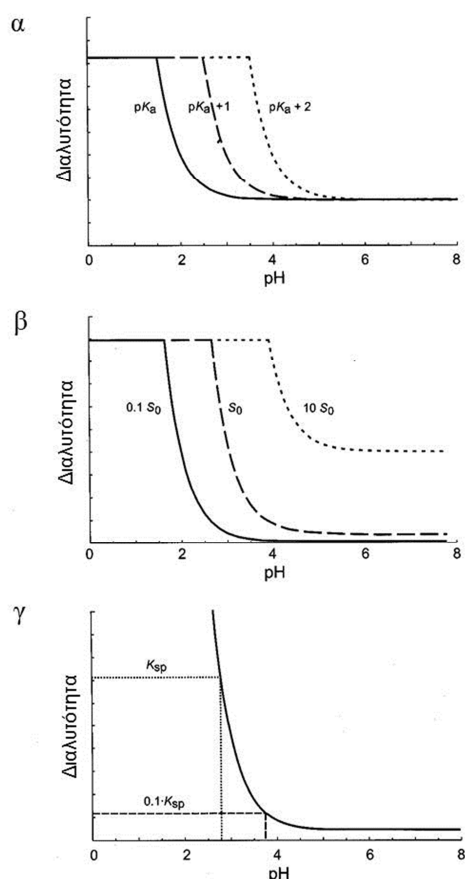 α
Διαλυτότητα
pKa
pKa +1
pKa + 2
0 2 4 6 8
pH
β
Διαλυτότητα
0.1 S0
S0
10 S0
0 2 4 6 8
pH
γ
Διαλυτότητα
Ksp
0.1·Ksp
0 2 4 6 8
pH